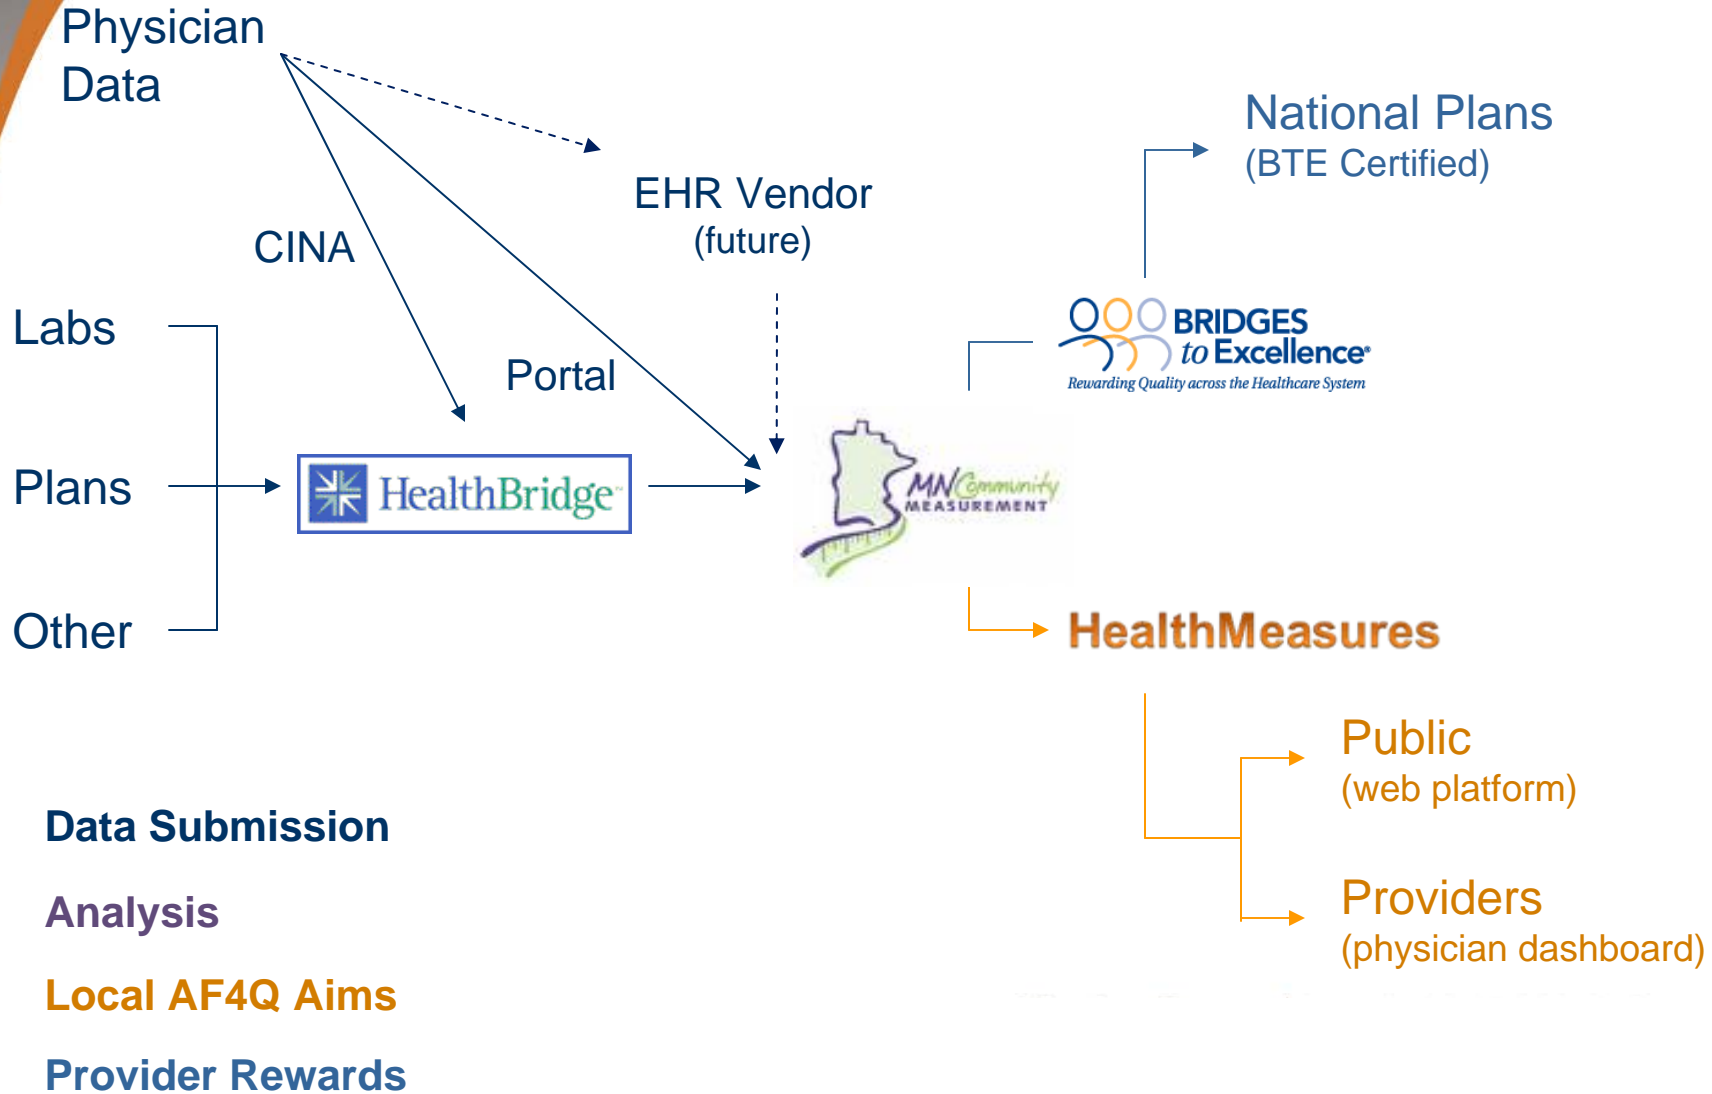 Physician
Data
National Plans
(BTE Certified)
EHR Vendor
(future)
CINA
Labs
BRIDGES
to Excellence®
Rewarding Quality across the Healthcare System
Portal
Plans
HealthBridge™
MN Community
MEASUREMENT
Other
HealthMeasures
Public
(web platform)
Data Submission
Providers
(physician dashboard)
Analysis
Local AF4Q Aims
Provider Rewards